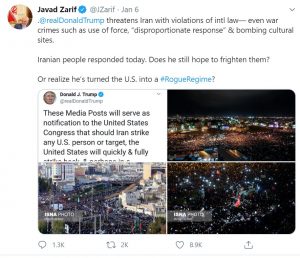 Javad Zarif @JZarif · Jan 6
.@realDonaldTrump threatens Iran with violations of intl law— even war
crimes such as use of force, "disproportionate response" & bombing cultural
sites.
Iranian people responded today. Does he still hope to frighten them?
Or realize he's turned the U.S. into a #RogueRegime?
Donald J. Trump
@realDonaldTrump
These Media Posts will serve as
notification to the United States
Congress that should Iran strike
any U.S. person or target, the
United States will quickly & fully
strike back, & perhaps in a
ISNA PHOTO
ISNA PHOTO
1.3K 2K 8.9K